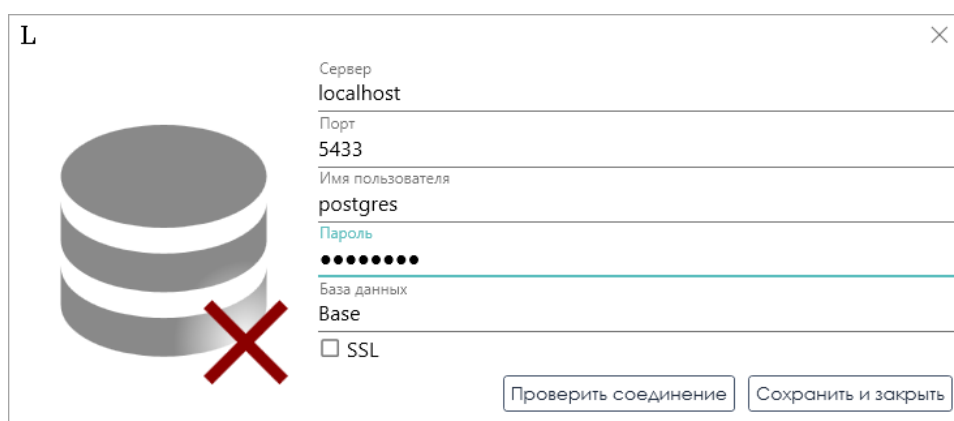 L
Сервер
localhost
Порт
5433
Имя пользователя
postgres
Пароль
●●●●●●●●
База данных
Base
SSL
Проверить соединение Сохранить и закрыть